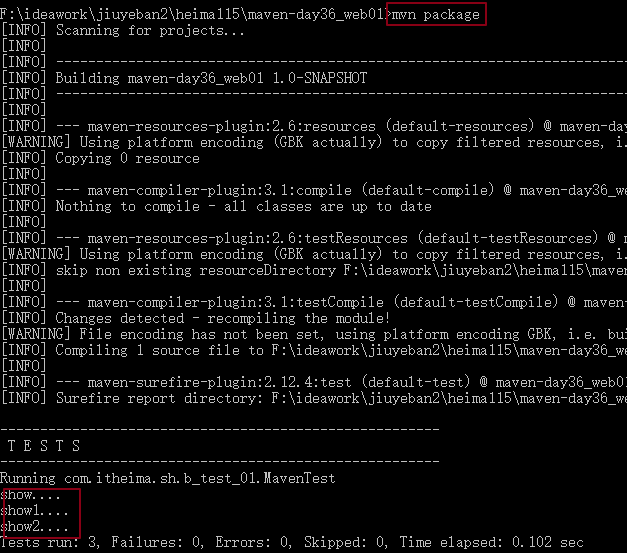 F:\ideawork\jiuyeban2\heima115\maven-day36_web01>mvn package
[INFO] Scanning for projects...
[INFO]
[INFO] ------------------------------------------------------------------------
[INFO] Building maven-day36_web01 1.0-SNAPSHOT
[INFO] ------------------------------------------------------------------------
[INFO]
[INFO] --- maven-resources-plugin:2.6:resources (default-resources) @ maven-day
[WARNING] Using platform encoding (GBK actually) to copy filtered resources, i.
[INFO] Copying 0 resource
[INFO]
[INFO] --- maven-compiler-plugin:3.1:compile (default-compile) @ maven-day36_we
[INFO] Nothing to compile - all classes are up to date
[INFO]
[INFO] --- maven-resources-plugin:2.6:testResources (default-testResources) @ m
[WARNING] Using platform encoding (GBK actually) to copy filtered resources, i.
[INFO] skip non existing resourceDirectory F:\ideawork\jiuyeban2\heima115\maven
[INFO]
[INFO] --- maven-compiler-plugin:3.1:testCompile (default-testCompile) @ maven-
[INFO] Changes detected - recompiling the module!
[WARNING] File encoding has not been set, using platform encoding GBK, i.e. bui
[INFO] Compiling 1 source file to F:\ideawork\jiuyeban2\heima115\maven-day36_we
[INFO]
[INFO] --- maven-surefire-plugin:2.12.4:test (default-test) @ maven-day36_web01
[INFO] Surefire report directory: F:\ideawork\jiuyeban2\heima115\maven-day36_we
-------------------------------------------------------
T E S T S
-------------------------------------------------------
Running com.itheima.sh.b_test_01.MavenTest
show....
show1....
show2....
Tests run: 3, Failures: 0, Errors: 0, Skipped: 0, Time elapsed: 0.102 sec